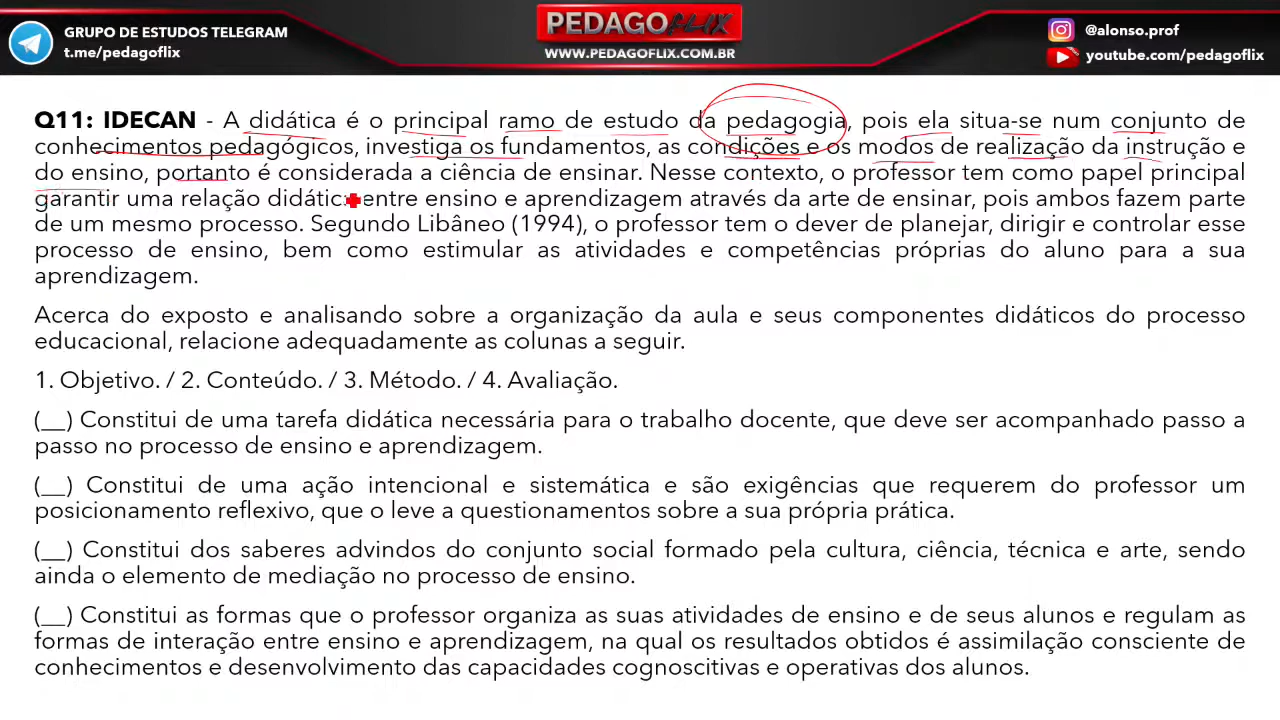 GRUPO DE ESTUDOS TELEGRAM
t.me/pedagoflix
PEDAGOFLIX
WWW.PEDAGOFLIX.COM.BR
@alonso.prof
youtube.com/pedagoflix
Q11: IDECAN - A didática é o principal ramo de estudo da pedagogia, pois ela situa-se num conjunto de
conhecimentos pedagógicos, investiga os fundamentos, as condições e os modos de realização da instrução e
do ensino, portanto é considerada a ciência de ensinar. Nesse contexto, o professor tem como papel principal
garantir uma relação didática entre ensino e aprendizagem através da arte de ensinar, pois ambos fazem parte
de um mesmo processo. Segundo Libâneo (1994), o professor tem o dever de planejar, dirigir e controlar esse
processo de ensino, bem como estimular as atividades e competências próprias do aluno para a sua
aprendizagem.
Acerca do exposto e analisando sobre a organização da aula e seus componentes didáticos do processo
educacional, relacione adequadamente as colunas a seguir.
1. Objetivo. / 2. Conteúdo. / 3. Método. / 4. Avaliação.
(__) Constitui de uma tarefa didática necessária para o trabalho docente, que deve ser acompanhado passo a
passo no processo de ensino e aprendizagem.
(__) Constitui de uma ação intencional e sistemática e são exigências que requerem do professor um
posicionamento reflexivo, que o leve a questionamentos sobre a sua própria prática.
(__) Constitui dos saberes advindos do conjunto social formado pela cultura, ciência, técnica e arte, sendo
ainda o elemento de mediação no processo de ensino.
(__) Constitui as formas que o professor organiza as suas atividades de ensino e de seus alunos e regulam as
formas de interação entre ensino e aprendizagem, na qual os resultados obtidos é assimilação consciente de
conhecimentos e desenvolvimento das capacidades cognoscitivas e operativas dos alunos.